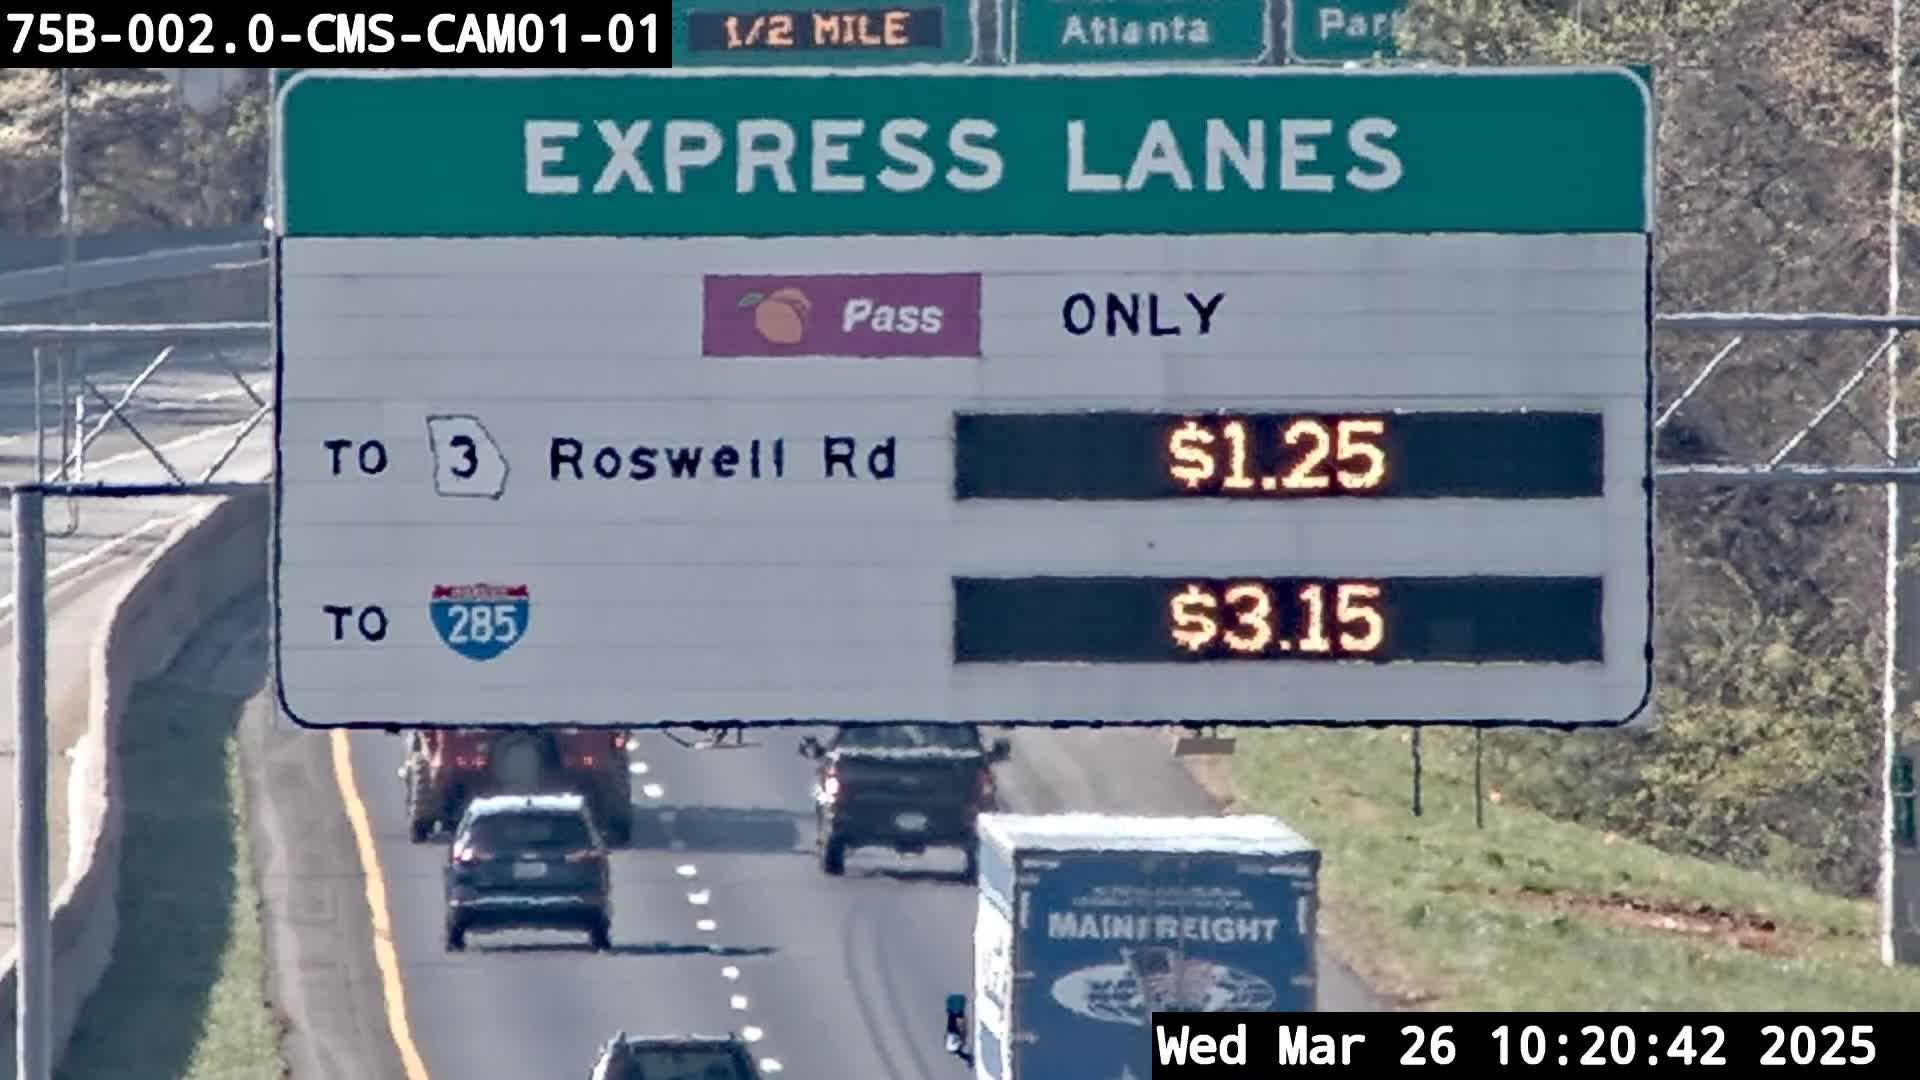 75B-002.0-CMS-CAM01-01
1/2 MILE
Atlanta
EXPRESS LANES
Pass ONLY
TO 3 Roswell Rd $1.25
TO 285 $3.15
MAINFREIGHT
Wed Mar 26 10:20:42 2025